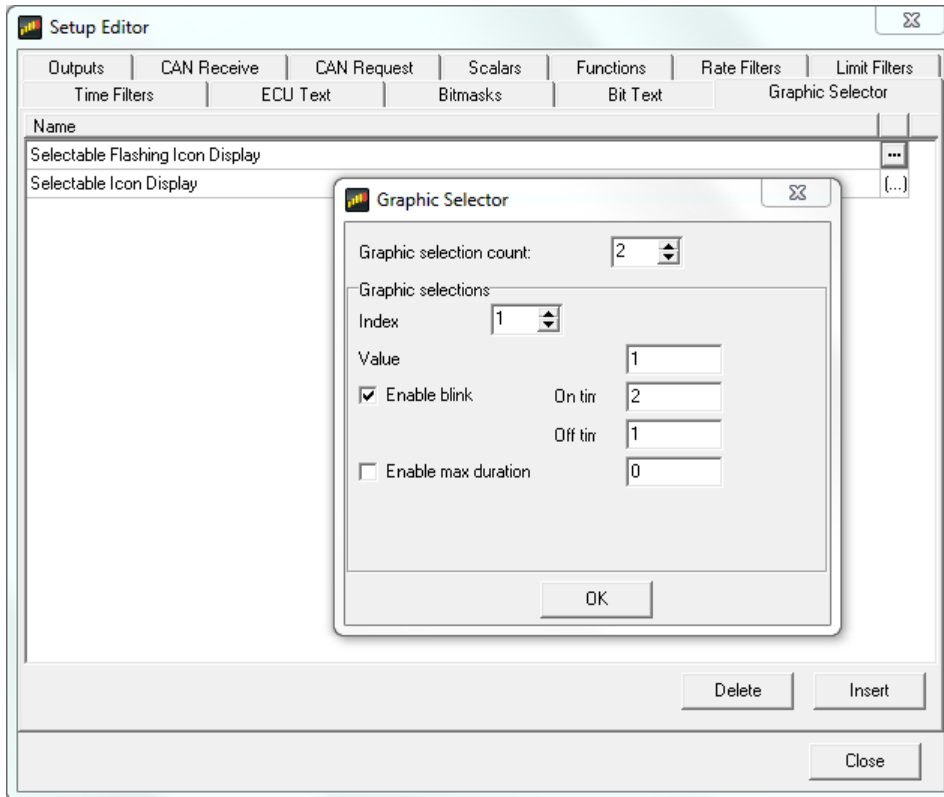 Setup Editor
Outputs CAN Receive CAN Request Scalars Functions Rate Filters Limit Filters
Time Filters ECU Text Bitmasks Bit Text Graphic Selector
Name
Selectable Flashing Icon Display ...
Selectable Icon Display (...)
Graphic Selector
Graphic selection count: 2
Graphic selections
Index 1
Value 1
Enable blink On tim 2
Off tim 1
Enable max duration 0
OK
Delete Insert
Close